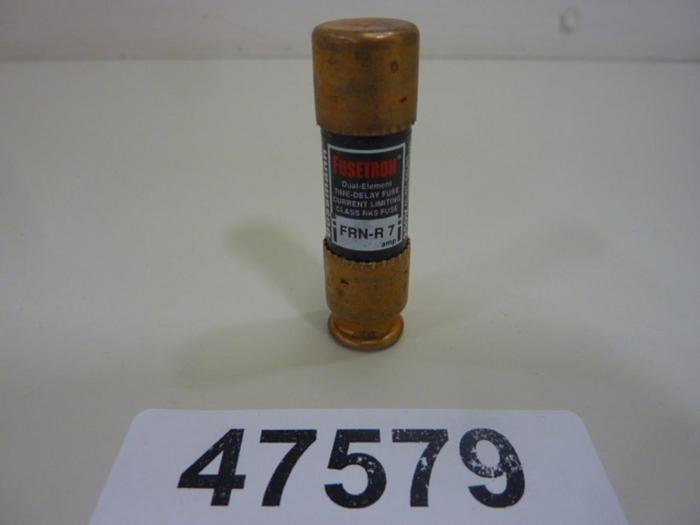 FUSETRON®
Dual-Element
TIME-DELAY FUSE
CURRENT LIMITING
CLASS RK5 FUSE
FRN-R 7
amp
47579